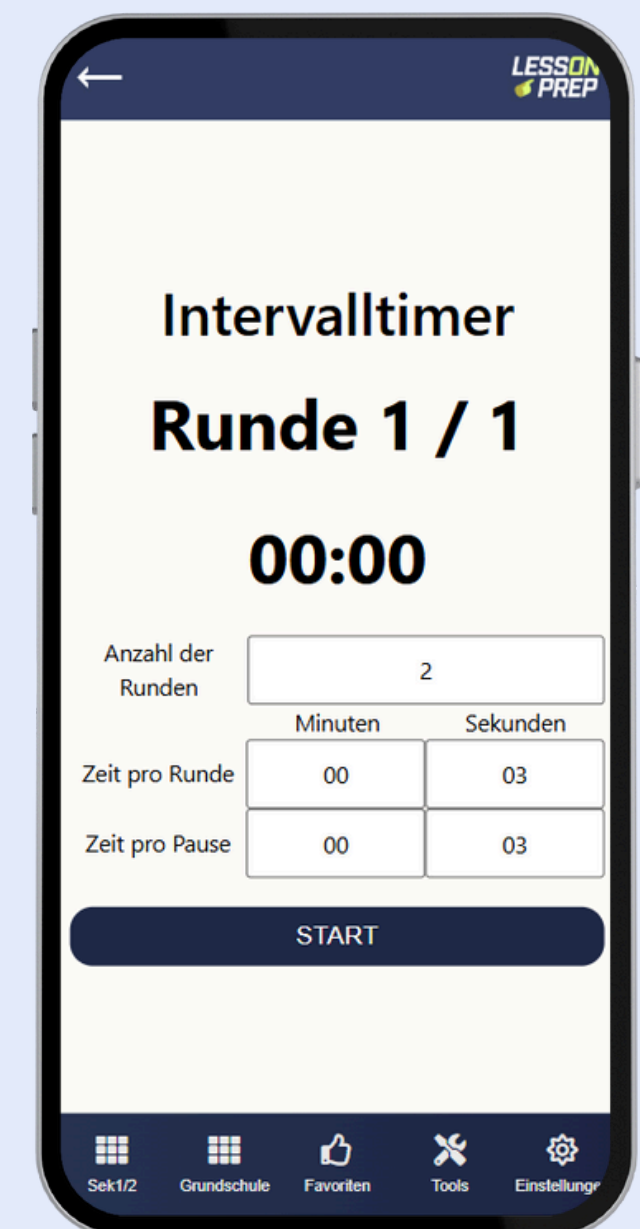 ←
LESSON
PREP
Intervalltimer
Runde 1 / 1
00:00
Anzahl der
Runden
2
Minuten Sekunden
Zeit pro Runde 00 03
Zeit pro Pause 00 03
START
Sek1/2 Grundschule Favoriten Tools Einstellunge